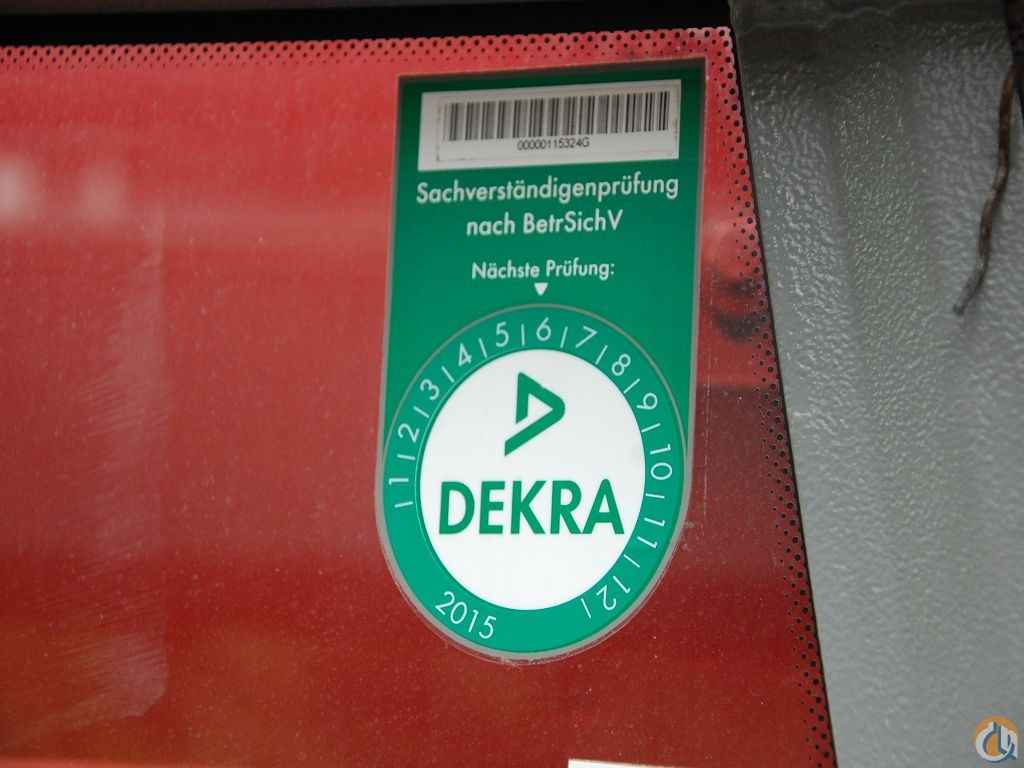 00000115324G
Sachverständigenprüfung
nach BetrSichV
Nächste Prüfung:
1 2 3 4 5 6 7 8 9 10 11 12
DEKRA
2015